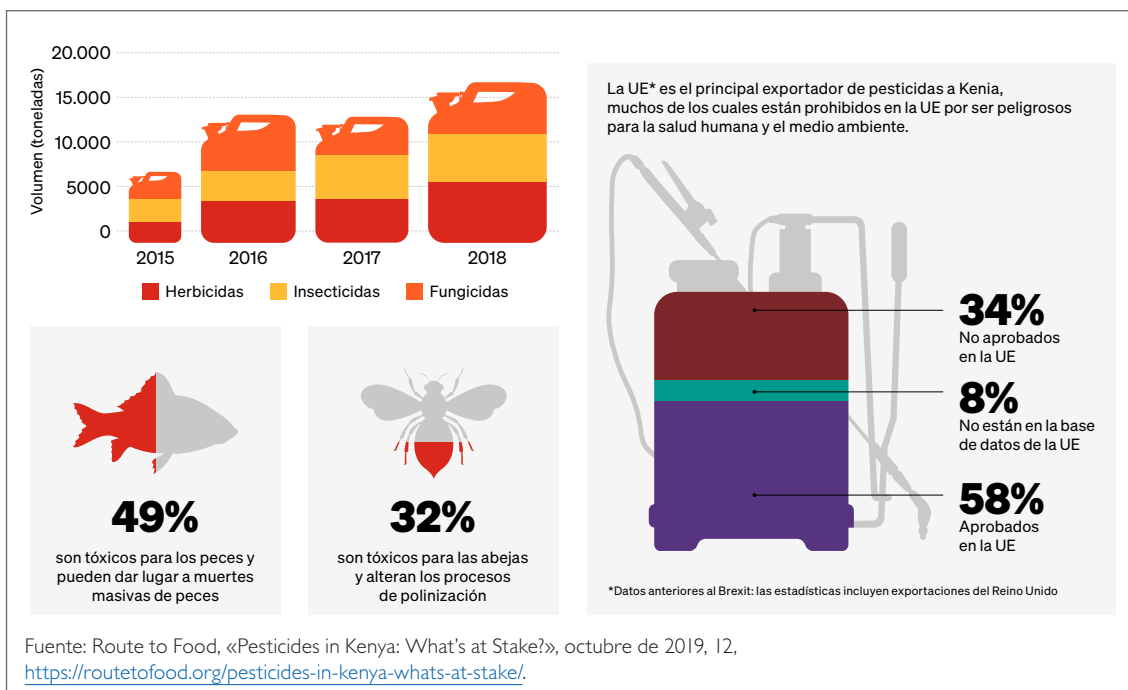 20.000
15.000
10.000
5000
0
Volumen (toneladas)
2015
2016
2017
2018
Herbicidas
Insecticidas
Fungicidas
49%
son tóxicos para los peces y
pueden dar lugar a muertes
masivas de peces
32%
son tóxicos para las abejas
y alteran los procesos
de polinización
La UE* es el principal exportador de pesticidas a Kenia,
muchos de los cuales están prohibidos en la UE por ser peligrosos
para la salud humana y el medio ambiente.
34%
No aprobados
en la UE
8%
No están en la base
de datos de la UE
58%
Aprobados
en la UE
*Datos anteriores al Brexit: las estadísticas incluyen exportaciones del Reino Unido
Fuente: Route to Food, «Pesticides in Kenya: What's at Stake?», octubre de 2019, 12,
https://routetofood.org/pesticides-in-kenya-whats-at-stake/.